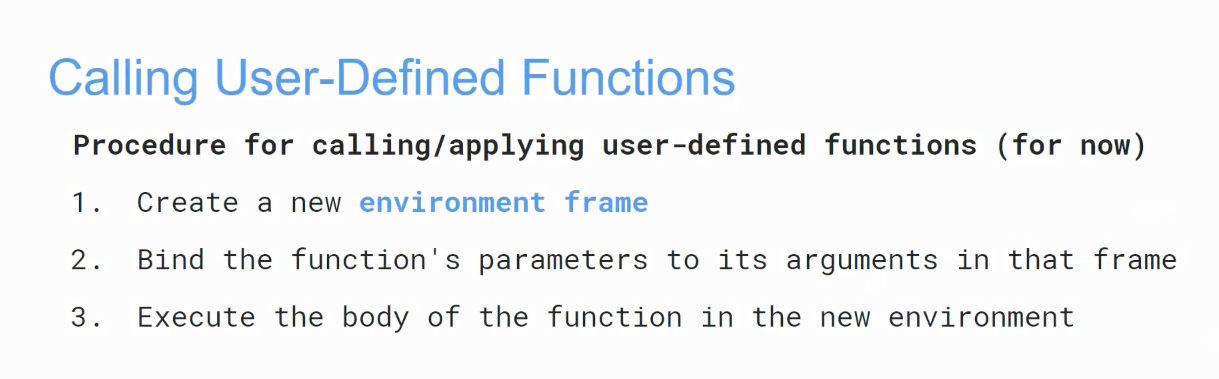 Calling User-Defined Functions
Procedure for calling/applying user-defined functions (for now)
1. Create a new environment frame
2. Bind the function's parameters to its arguments in that frame
3. Execute the body of the function in the new environment